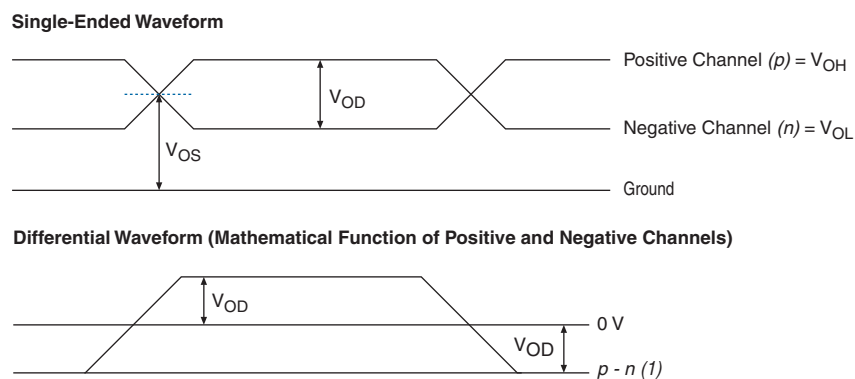 Single-Ended Waveform
Positive Channel (p) = VOH
VOD
Negative Channel (n) = VOL
VOS
Ground
Differential Waveform (Mathematical Function of Positive and Negative Channels)
VOD
0 V
VOD
p - n (1)